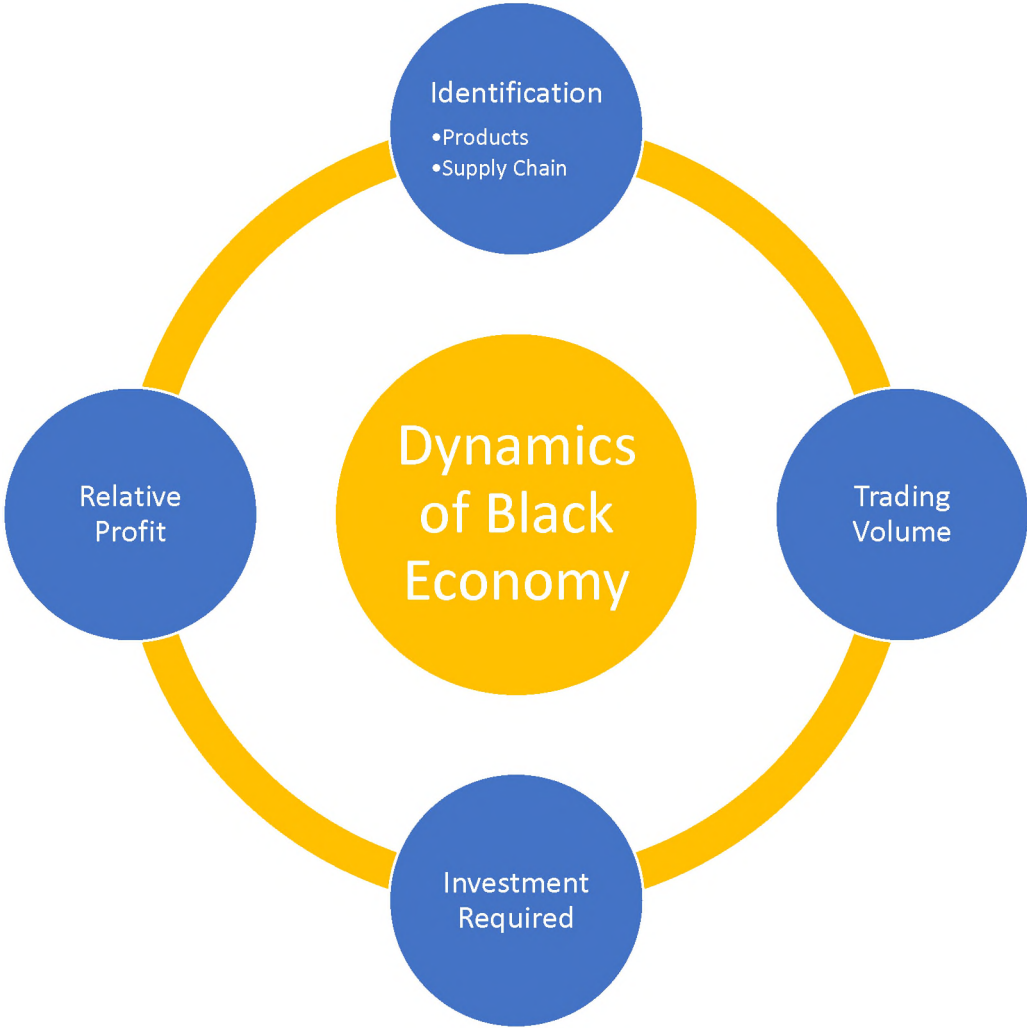 Identification
•Products
•Supply Chain
Dynamics
of Black
Economy
Relative
Profit
Trading
Volume
Investment
Required